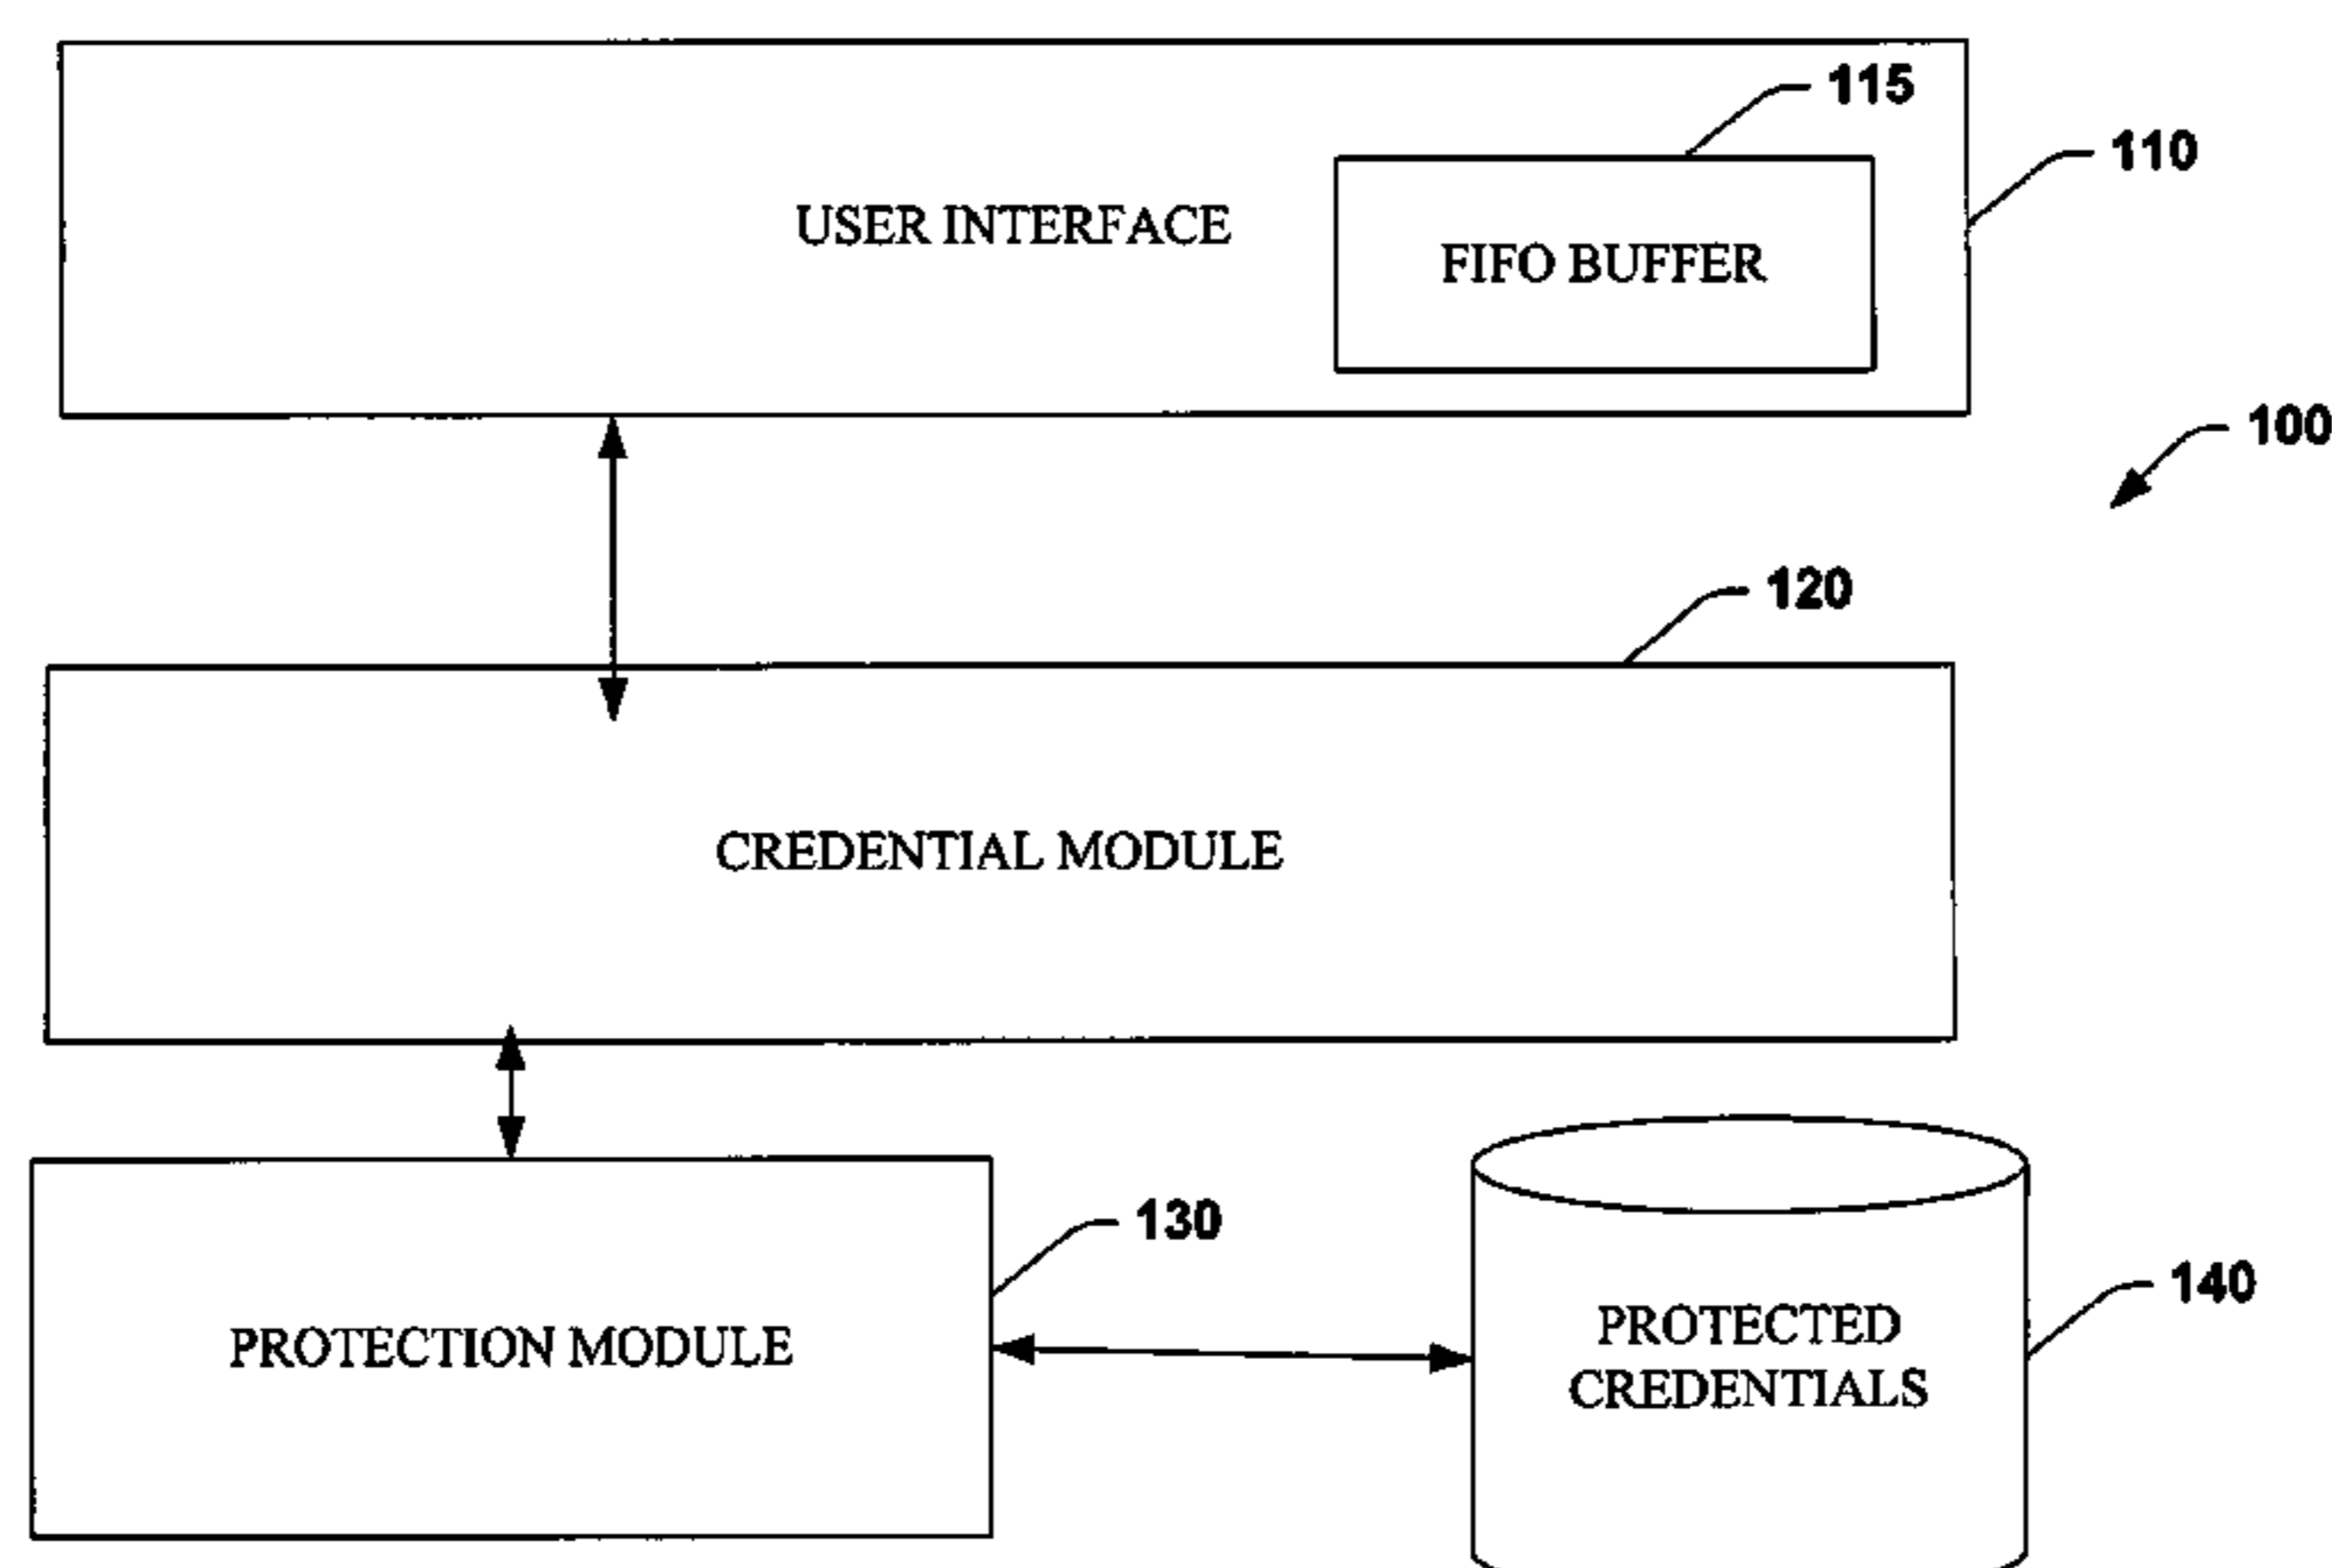 115
110
USER INTERFACE
FIFO BUFFER
100
120
CREDENTIAL MODULE
130
140
PROTECTION MODULE
PROTECTED
CREDENTIALS